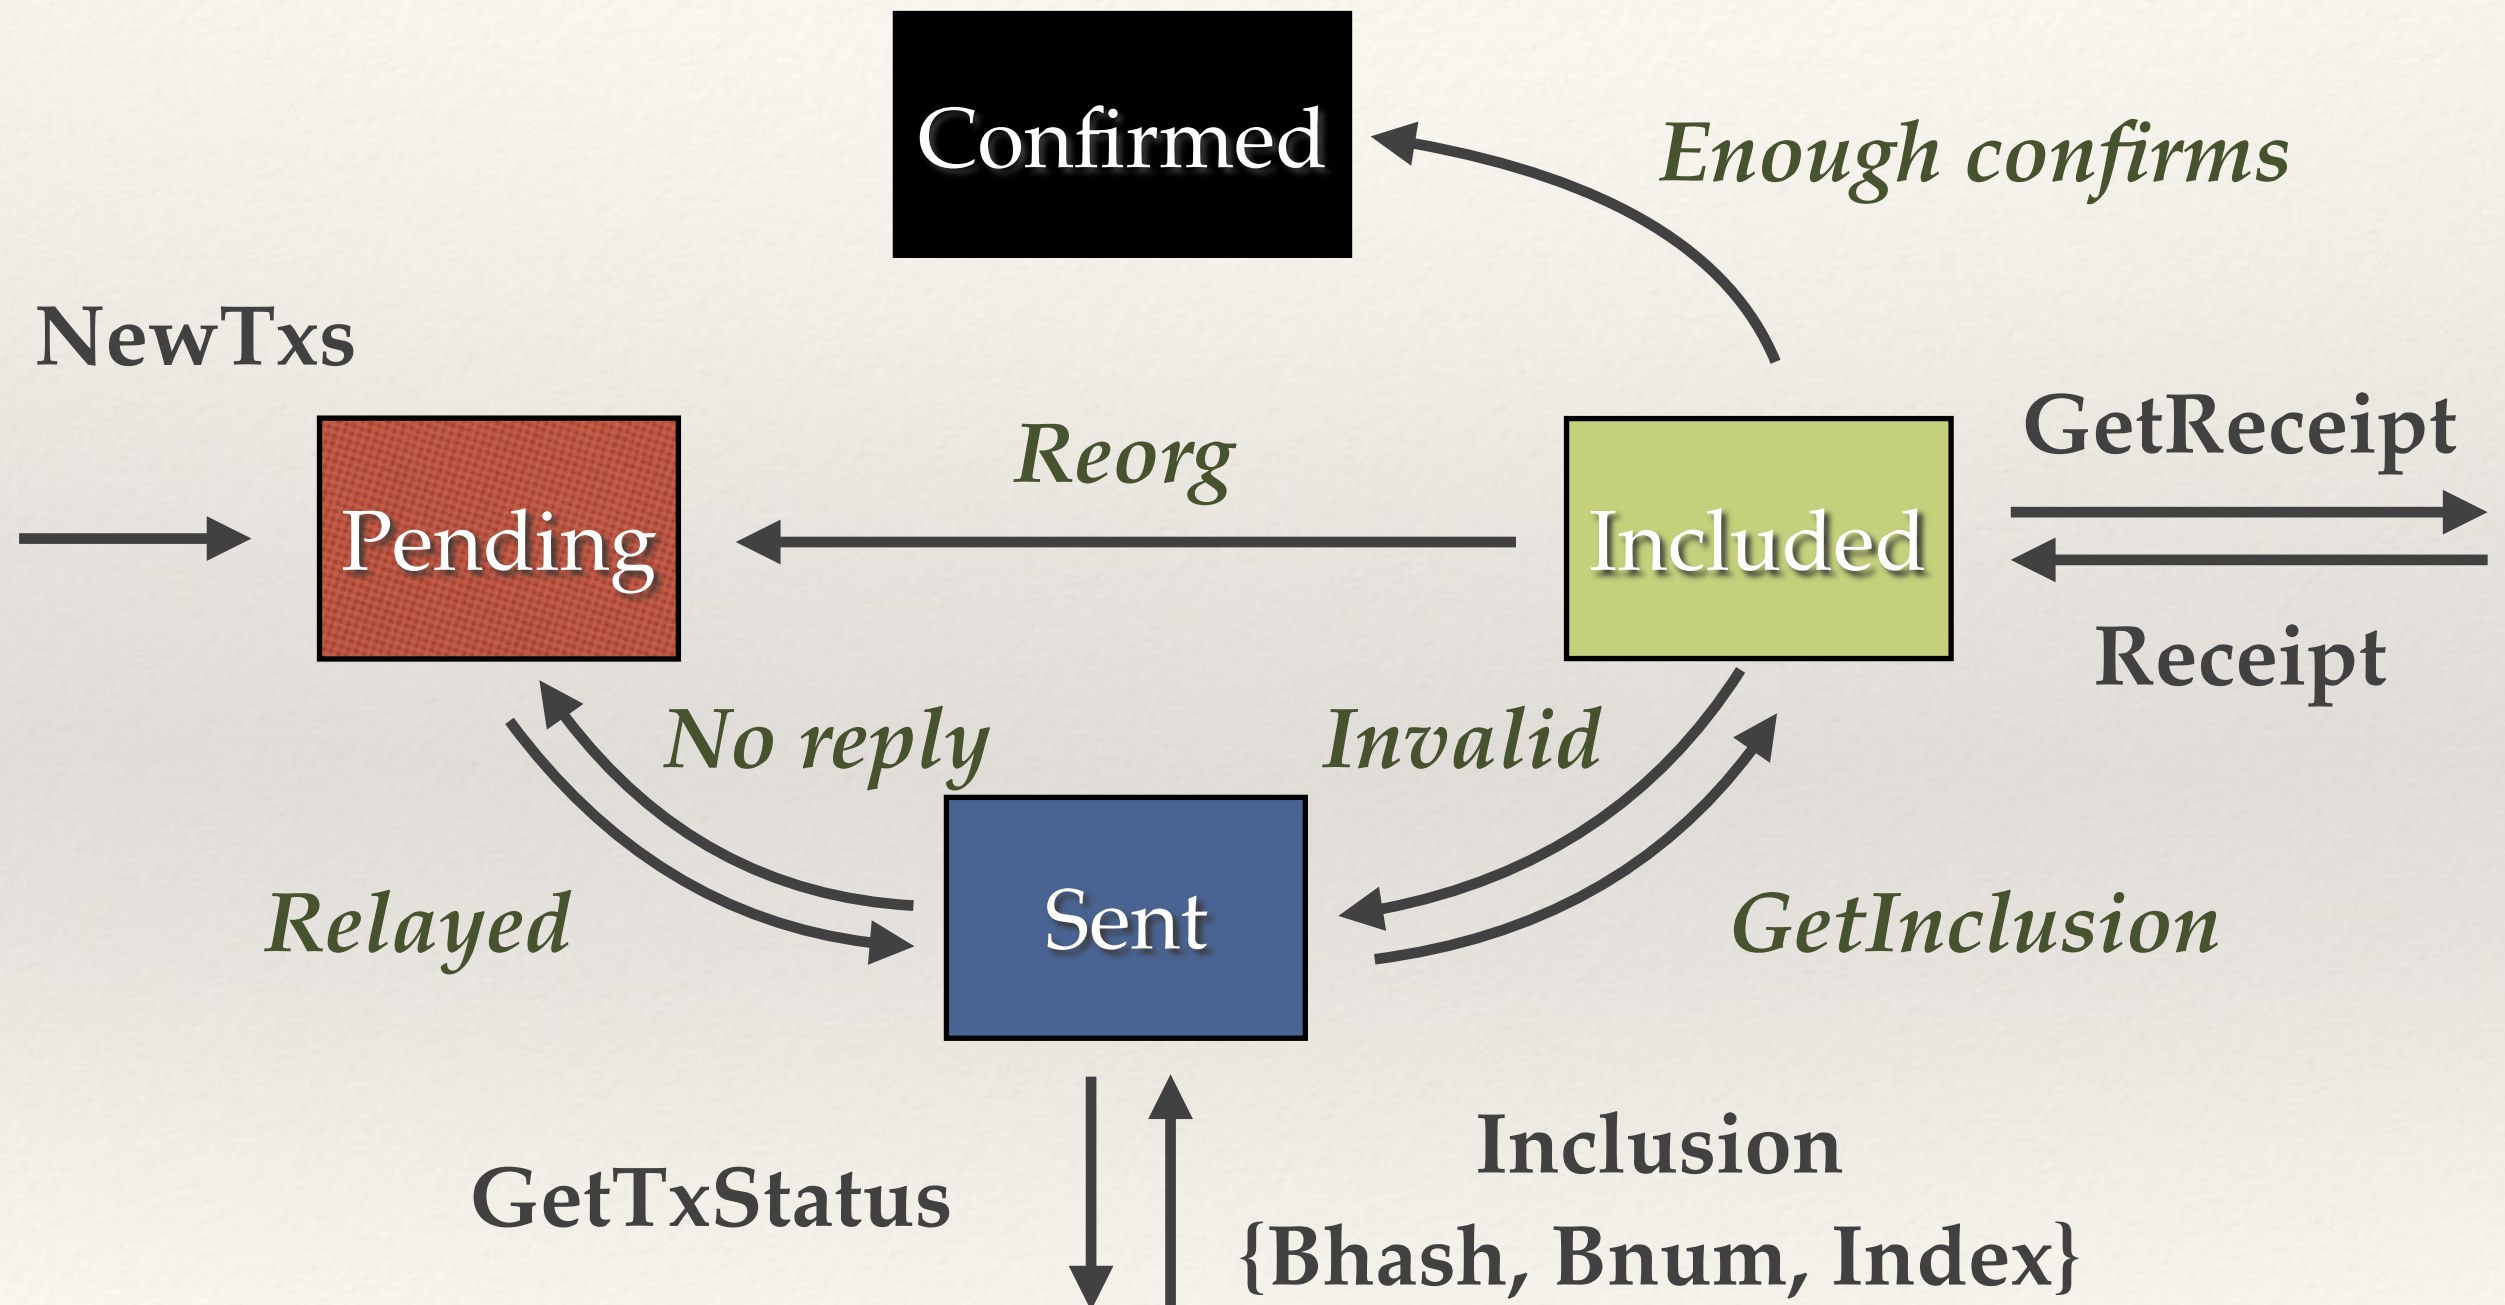 Confirmed
Enough confirms
NewTxs
GetReceipt
Reorg
Pending
Included
Receipt
No reply
Invalid
Relayed
Sent
GetInclusion
Inclusion
GetTxStatus
{Bhash, Bnum, Index}